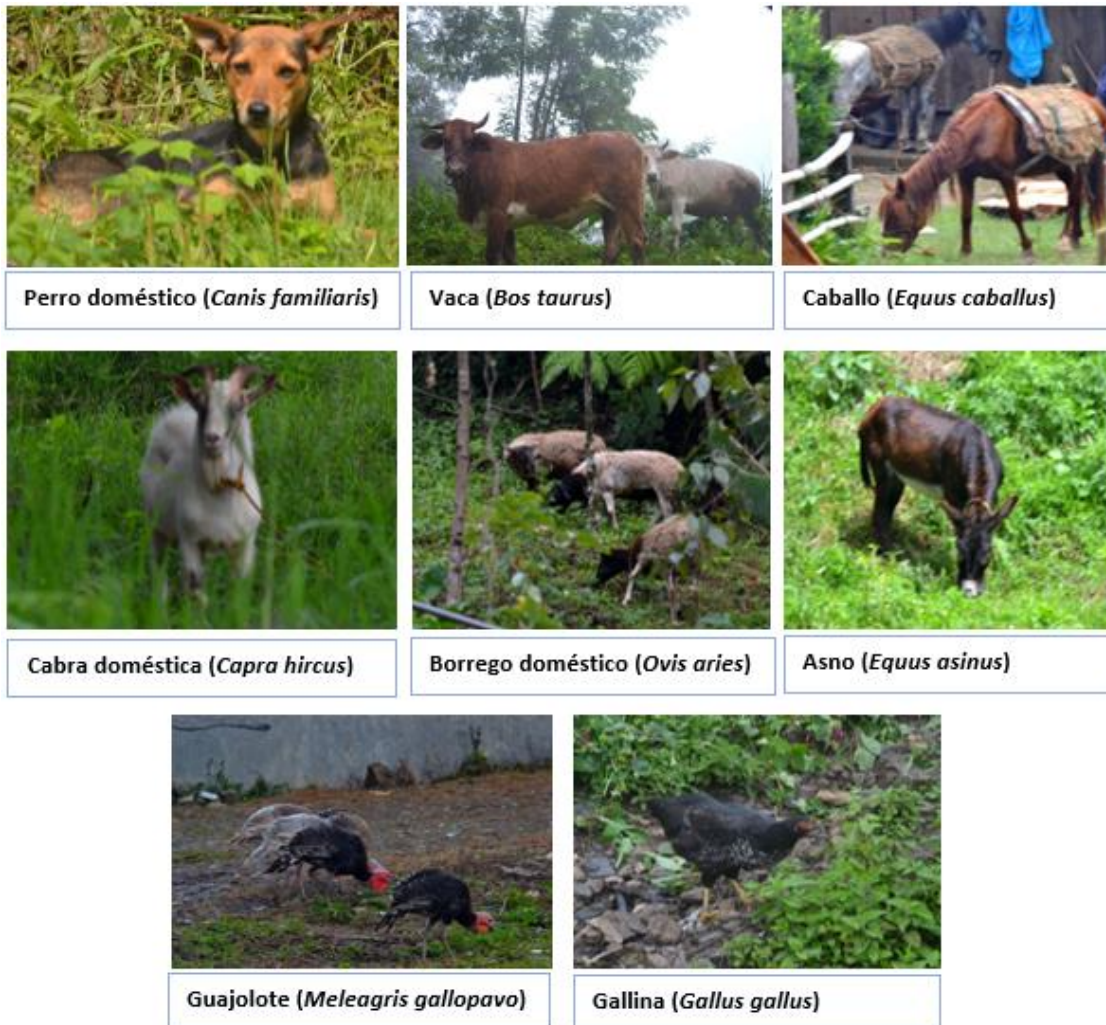 Perro doméstico (Canis familiaris)
Vaca (Bos taurus)
Caballo (Equus caballus)
Cabra doméstica (Capra hircus)
Borrego doméstico (Ovis aries)
Asno (Equus asinus)
Guajolote (Meleagris gallopavo)
Gallina (Gallus gallus)